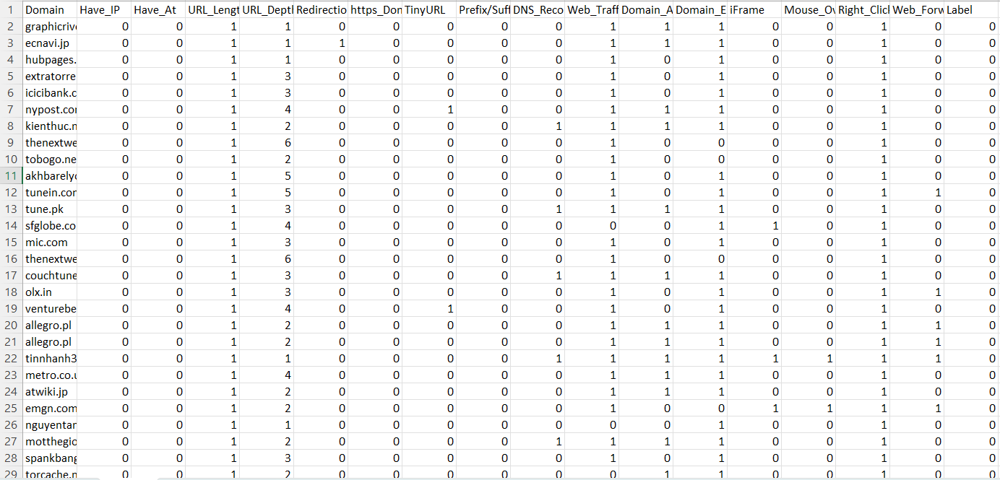 1 Domain Have_IP Have_At URL_Lengt URL_Deptl Redirectio https_Don TinyURL Prefix/Suff DNS_Reco Web_Traff Domain_A Domain_E iFrame Mouse_Ov Right_Clicl Web_Forw Label
2 graphicrive 0 0 1 1 0 0 0 0 0 1 1 1 0 0 1 0 0
3 ecnavi.jp 0 0 1 1 1 0 0 0 0 1 1 1 0 0 1 0 0
4 hubpages. 0 0 1 1 0 0 0 0 0 1 0 1 0 0 1 0 0
5 extratorre 0 0 1 3 0 0 0 0 0 1 0 1 0 0 1 0 0
6 icicibank.c 0 0 1 3 0 0 0 0 0 1 0 1 0 0 1 0 0
7 nypost.cor 0 0 1 4 0 0 1 0 0 1 1 1 0 0 1 0 0
8 kienthuc.n 0 0 1 2 0 0 0 0 1 1 1 1 0 0 1 0 0
9 thenextwe 0 0 1 6 0 0 0 0 0 1 0 0 0 0 1 0 0
10 tobogo.ne 0 0 1 2 0 0 0 0 0 1 0 0 0 0 1 0 0
11 akhbarelyo 0 0 1 5 0 0 0 0 0 1 0 1 0 0 1 0 0
12 tunein.cor 0 0 1 5 0 0 0 0 0 1 0 1 0 0 1 1 0
13 tune.pk 0 0 1 3 0 0 0 0 1 1 1 1 0 0 1 0 0
14 sfglobe.co 0 0 1 4 0 0 0 0 0 0 0 1 1 0 1 0 0
15 mic.com 0 0 1 3 0 0 0 0 0 1 0 1 0 0 1 0 0
16 thenextwe 0 0 1 6 0 0 0 0 0 1 0 0 0 0 1 0 0
17 couchtune 0 0 1 3 0 0 0 0 1 1 1 1 0 0 1 0 0
18 olx.in 0 0 1 3 0 0 0 0 0 1 0 1 0 0 1 1 0
19 venturebe 0 0 1 4 0 0 1 0 0 1 0 1 0 0 1 0 0
20 allegro.pl 0 0 1 2 0 0 0 0 0 1 1 1 0 0 1 1 0
21 allegro.pl 0 0 1 2 0 0 0 0 0 1 1 1 0 0 1 1 0
22 tinnhanh3 0 0 1 1 0 0 0 0 1 1 1 1 1 1 1 1 0
23 metro.co.u 0 0 1 4 0 0 0 0 0 1 1 1 0 0 1 0 0
24 atwiki.jp 0 0 1 2 0 0 0 0 0 1 1 1 0 0 1 0 0
25 emgn.com 0 0 1 2 0 0 0 0 0 1 0 0 1 1 1 1 0
26 nguyentar 0 0 1 1 0 0 0 0 0 0 0 1 0 0 1 0 0
27 motthegio 0 0 1 2 0 0 0 0 1 1 1 1 0 0 1 0 0
28 spankbang 0 0 1 3 0 0 0 0 0 1 0 1 0 0 1 0 0
29 torcache.n 0 0 1 2 0 0 0 0 0 0 1 1 0 0 1 0 0